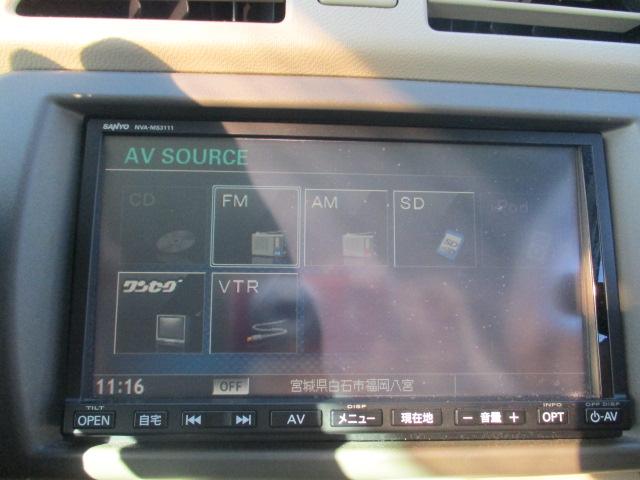 SANYO NVA-MS3111
AV SOURCE
CD FM AM SD iPod
ワンセグ VTR
11:16 OFF 宮城県白石市福岡八宮
TILT DISP INFO OFF DISP
OPEN 自宅 AV メニュー 現在地 − 音量 + OPT ⏻-AV